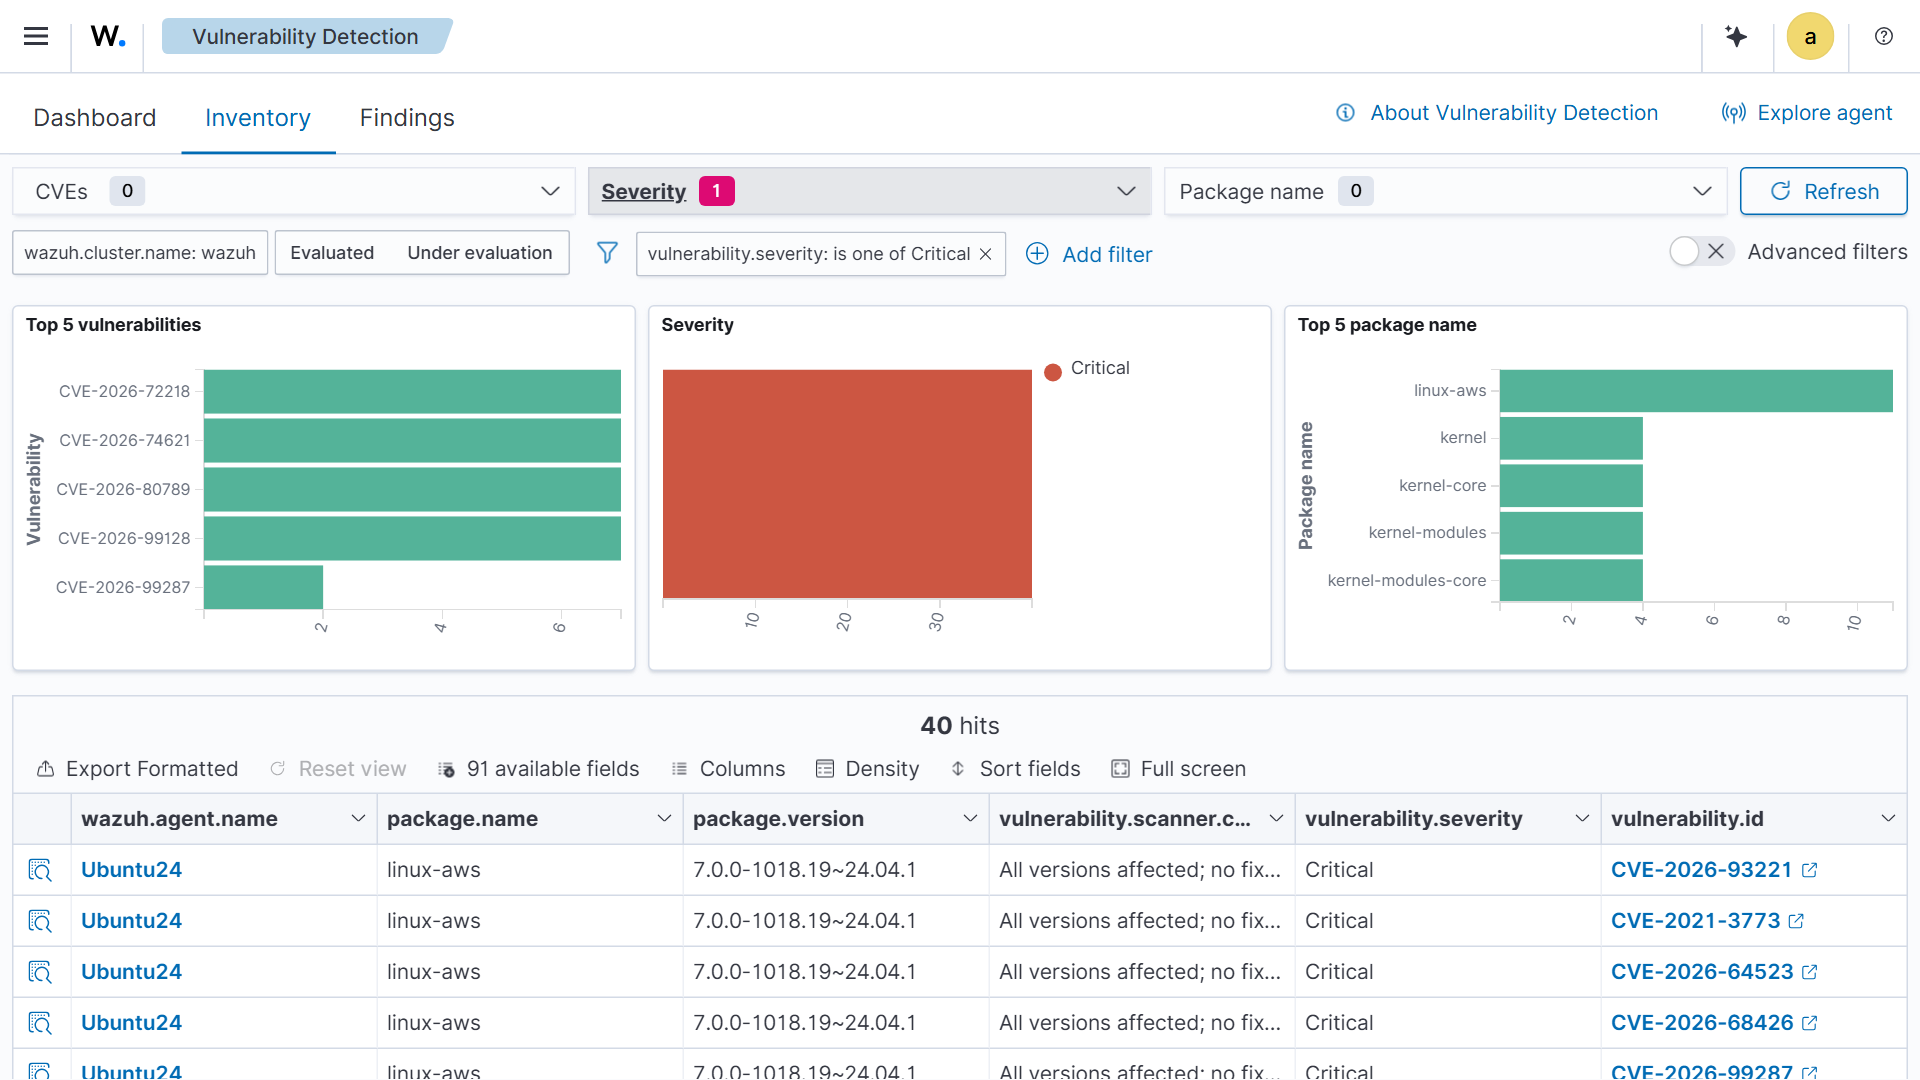 W.
Vulnerability Detection
a
Dashboard
Inventory
Findings
About Vulnerability Detection
Explore agent
CVEs 0
Severity 1
Package name 0
Refresh
wazuh.cluster.name: wazuh
Evaluated
Under evaluation
vulnerability.severity: is one of Critical
Add filter
Advanced filters
Top 5 vulnerabilities
Vulnerability
CVE-2026-72218
CVE-2026-74621
CVE-2026-80789
CVE-2026-99128
CVE-2026-99287
2 4 6
Severity
Critical
10 20 30
Top 5 package name
Package name
linux-aws
kernel
kernel-core
kernel-modules
kernel-modules-core
2 4 6 8 10
40 hits
Export Formatted Reset view 91 available fields Columns Density Sort fields Full screen
wazuh.agent.name package.name package.version vulnerability.scanner.c... vulnerability.severity vulnerability.id
Ubuntu24 linux-aws 7.0.0-1018.19~24.04.1 All versions affected; no fix... Critical CVE-2026-93221
Ubuntu24 linux-aws 7.0.0-1018.19~24.04.1 All versions affected; no fix... Critical CVE-2021-3773
Ubuntu24 linux-aws 7.0.0-1018.19~24.04.1 All versions affected; no fix... Critical CVE-2026-64523
Ubuntu24 linux-aws 7.0.0-1018.19~24.04.1 All versions affected; no fix... Critical CVE-2026-68426
Ubuntu24 linux-aws 7.0.0-1018.19~24.04.1 All versions affected; no fix... Critical CVE-2026-99287